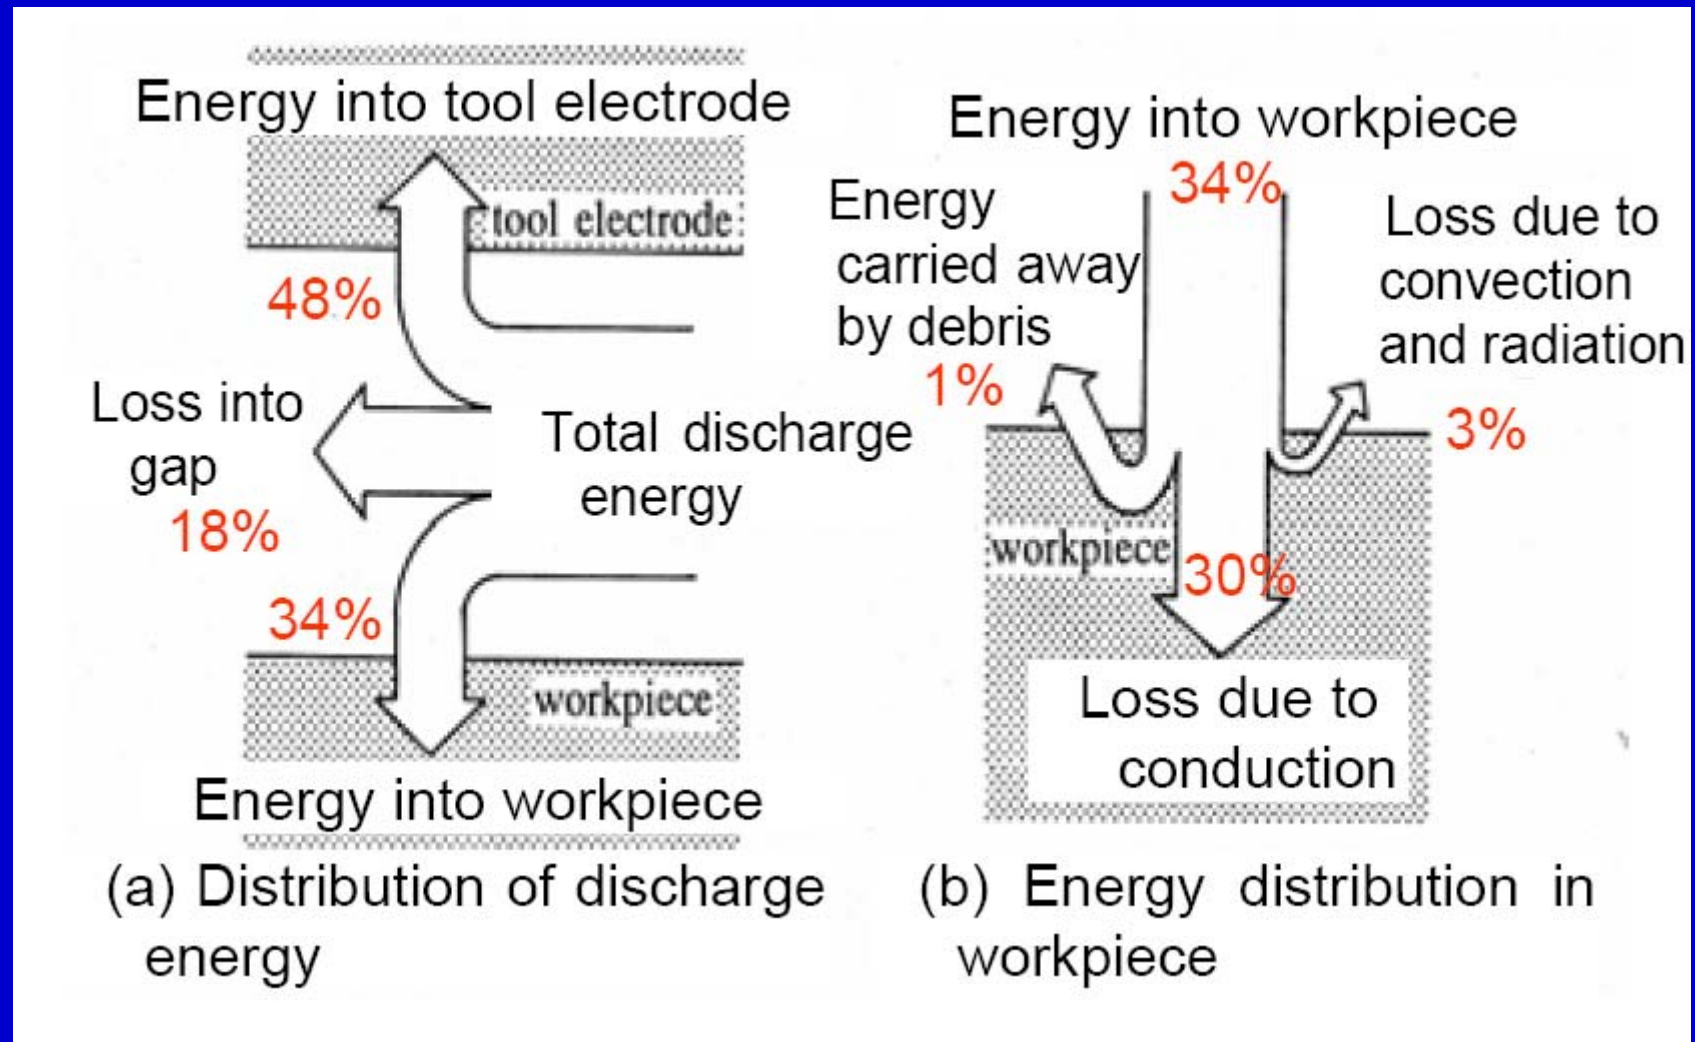 Energy into tool electrode
tool electrode
48%
Loss into
gap
18%
Total discharge
energy
34%
workpiece
Energy into workpiece
(a) Distribution of discharge
energy
Energy into workpiece
34%
Energy
carried away
by debris
1%
Loss due to
convection
and radiation
3%
workpiece
30%
Loss due to
conduction
(b) Energy distribution in
workpiece